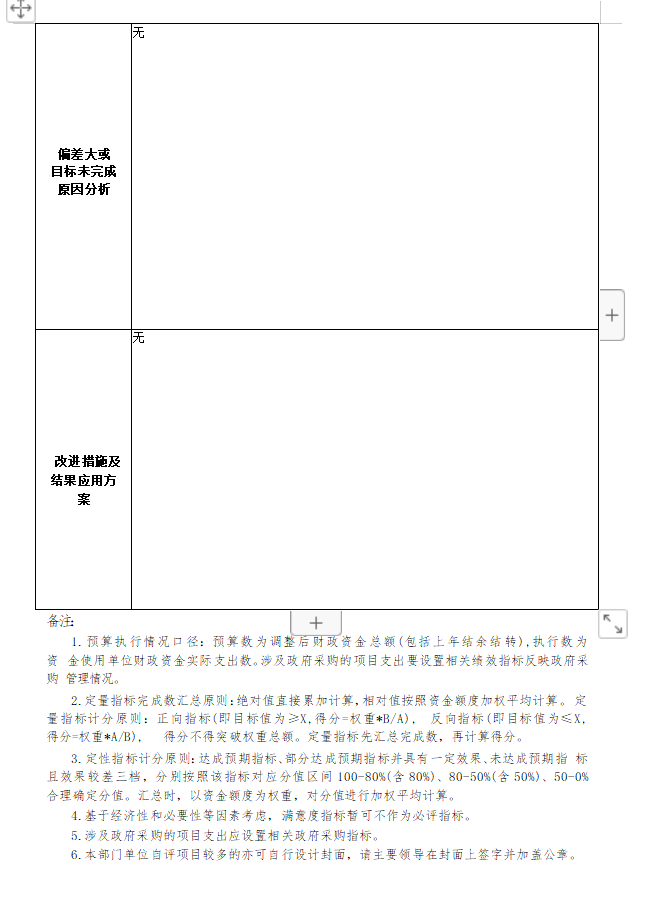 无
偏差大或
目标未完成
原因分析
无
改进措施及
结果应用方
案
备注:
1.预算执行情况口径：预算数为调整后财政资金总额(包括上年结余结转),执行数为
资 金使用单位财政资金实际支出数。涉及政府采购的项目支出要设置相关绩效指标反映政府采
购 管理情况。
2.定量指标完成数汇总原则:绝对值直接累加计算,相对值按照资金额度加权平均计算。 定
量指标计分原则：正向指标(即目标值为≥X,得分=权重*B/A), 反向指标(即目标值为≤X,
得分=权重*A/B), 得分不得突破权重总额。定量指标先汇总完成数，再计算得分。
3.定性指标计分原则:达成预期指标、部分达成预期指标并具有一定效果、未达成预期指 标
且效果较差三档，分别按照该指标对应分值区间 100-80%(含 80%)、80-50%(含 50%)、50-0%
合理确定分值。汇总时，以资金额度为权重，对分值进行加权平均计算。
4.基于经济性和必要性等因素考虑，满意度指标暂可不作为必评指标。
5.涉及政府采购的项目支出应设置相关政府采购指标。
6.本部门单位自评项目较多的亦可自行设计封面，请主要领导在封面上签字并加盖公章。